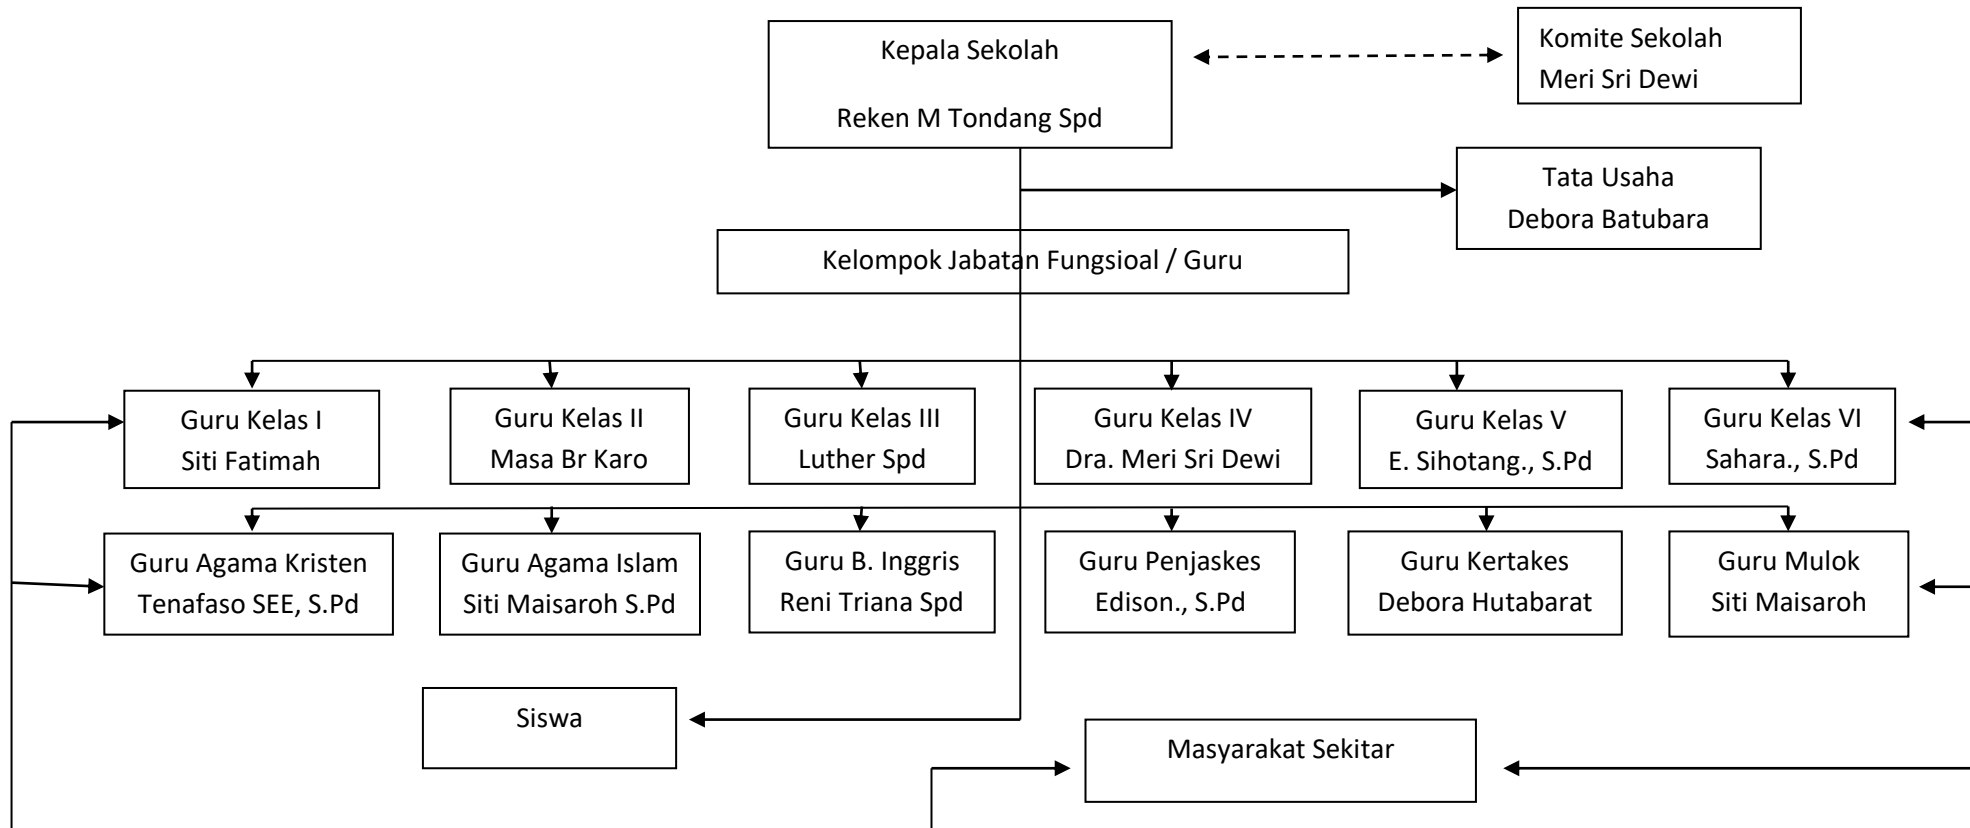 Kepala Sekolah
Reken M Tondang Spd
Komite Sekolah
Meri Sri Dewi
Tata Usaha
Debora Batubara
Kelompok Jabatan Fungsioal / Guru
Guru Kelas I
Siti Fatimah
Guru Kelas II
Masa Br Karo
Guru Kelas III
Luther Spd
Guru Kelas IV
Dra. Meri Sri Dewi
Guru Kelas V
E. Sihotang., S.Pd
Guru Kelas VI
Sahara., S.Pd
Guru Agama Kristen
Tenafaso SEE, S.Pd
Guru Agama Islam
Siti Maisaroh S.Pd
Guru B. Inggris
Reni Triana Spd
Guru Penjaskes
Edison., S.Pd
Guru Kertakes
Debora Hutabarat
Guru Mulok
Siti Maisaroh
Siswa
Masyarakat Sekitar